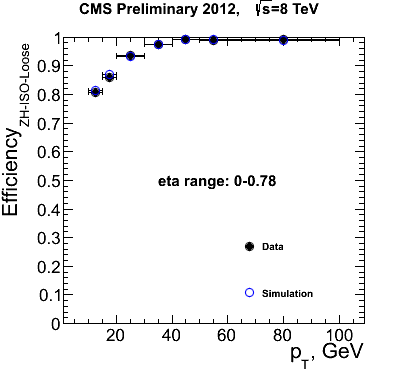 CMS Preliminary 2012, √s=8 TeV
Efficiency ZH-ISO-Loose
1
0.9
0.8
0.7
0.6
0.5
0.4
0.3
0.2
0.1
0
eta range: 0-0.78
Data
Simulation
20 40 60 80 100
pT, GeV